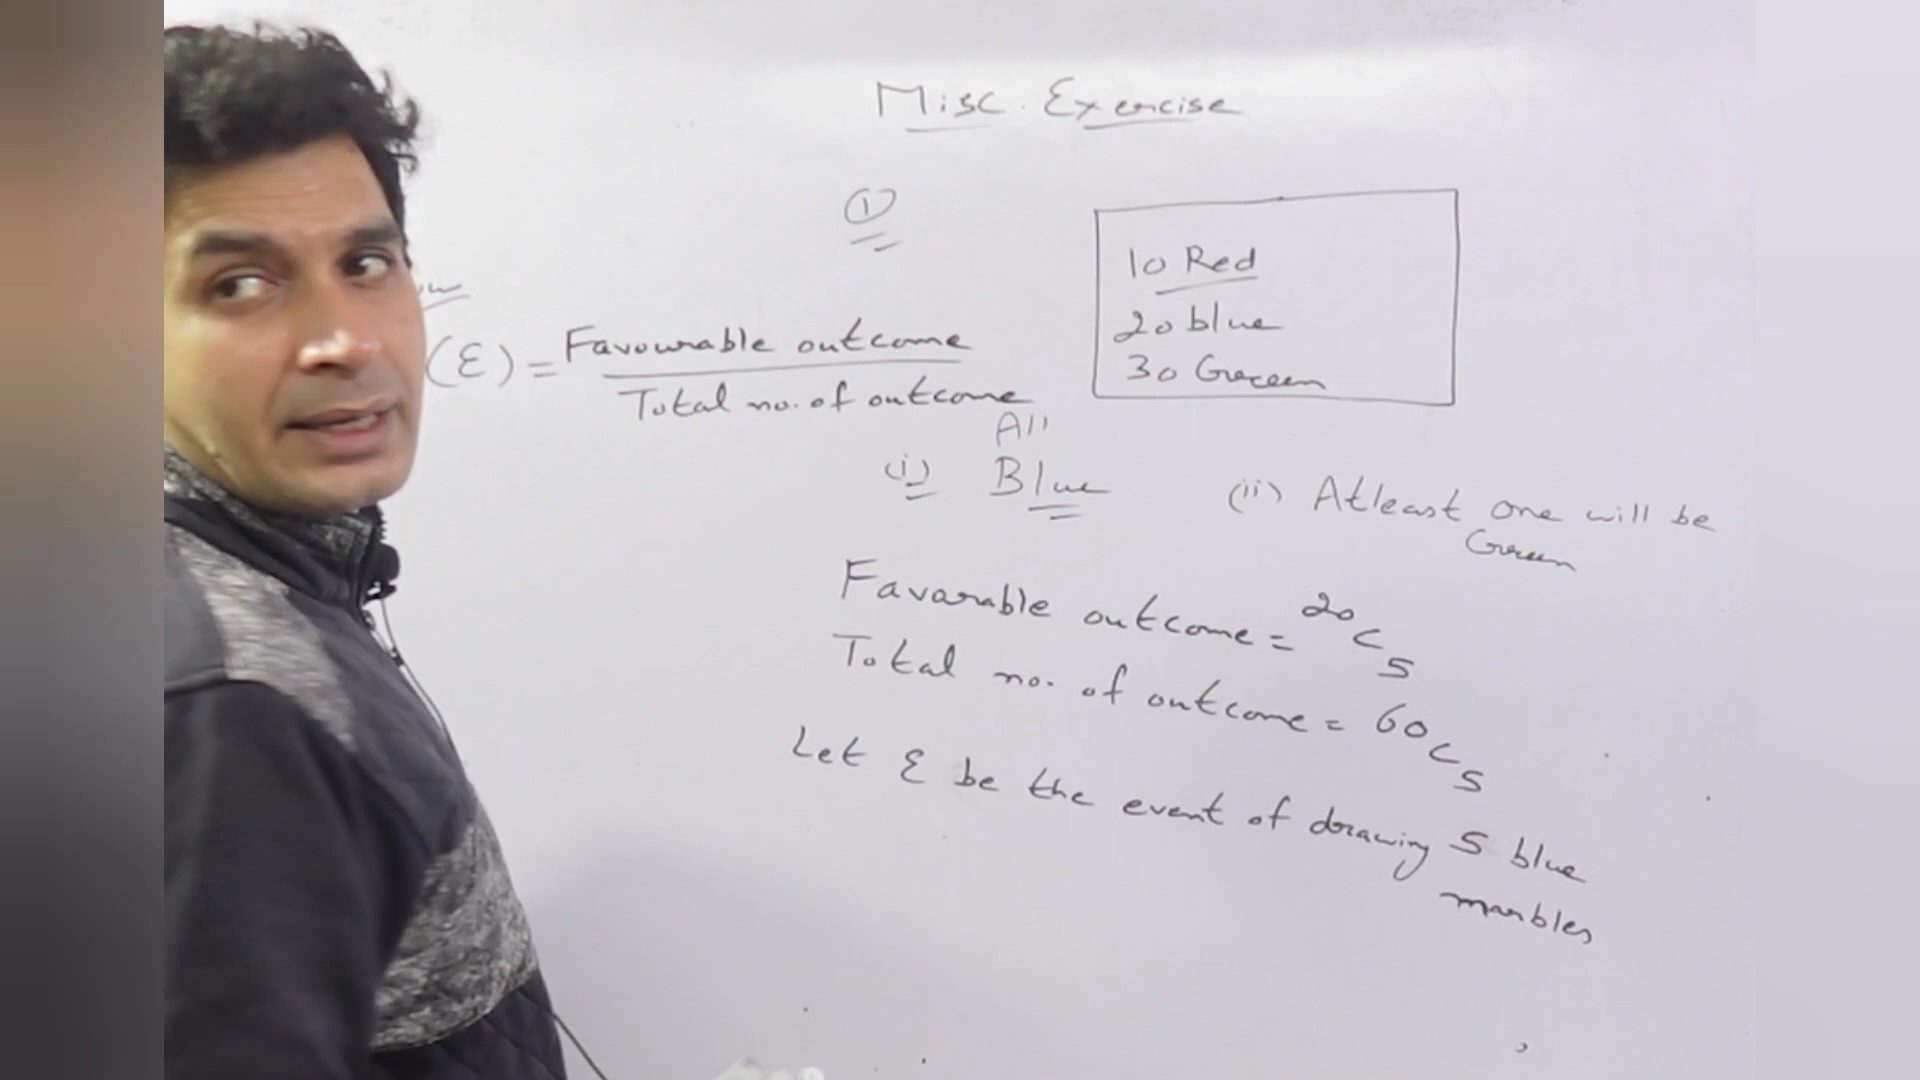 Misc. Exercise
①
10 Red
20 blue
30 Greeen
(E) = Favourable outcome
Total no. of outcome
All
(i) Blue
(ii) Atleast one will be
Green
Favarable outcome = 20C5
Total no. of outcome = 60C5
Let E be the event of drawing 5 blue
marbles